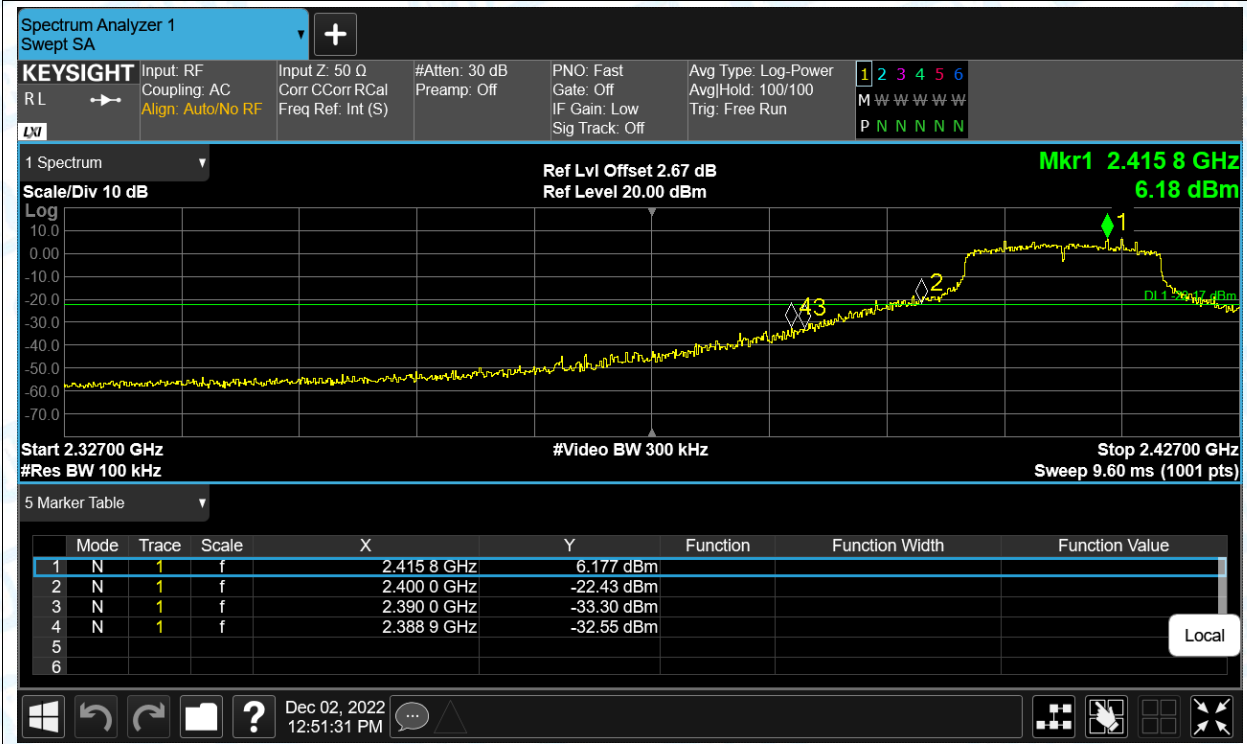 Spectrum Analyzer 1
Swept SA
+
KEYSIGHT
R L
LXI
Input: RF
Coupling: AC
Align: Auto/No RF
Input Z: 50 Ω
Corr CCorr RCal
Freq Ref: Int (S)
#Atten: 30 dB
Preamp: Off
PNO: Fast
Gate: Off
IF Gain: Low
Sig Track: Off
Avg Type: Log-Power
Avg|Hold: 100/100
Trig: Free Run
1 2 3 4 5 6
M W W W W W
P N N N N N
1 Spectrum
Scale/Div 10 dB
Ref Lvl Offset 2.67 dB
Ref Level 20.00 dBm
Mkr1 2.415 8 GHz
6.18 dBm
Log
10.0
0.00
-10.0
-20.0
-30.0
-40.0
-50.0
-60.0
-70.0
1
2
43
DL1
dBm
Start 2.32700 GHz
#Video BW 300 kHz
Stop 2.42700 GHz
#Res BW 100 kHz
Sweep 9.60 ms (1001 pts)
5 Marker Table
Mode Trace Scale X Y Function Function Width Function Value
1 N 1 f 2.415 8 GHz 6.177 dBm
2 N 1 f 2.400 0 GHz -22.43 dBm
3 N 1 f 2.390 0 GHz -33.30 dBm
4 N 1 f 2.388 9 GHz -32.55 dBm
5
6
Local
?
Dec 02, 2022
12:51:31 PM